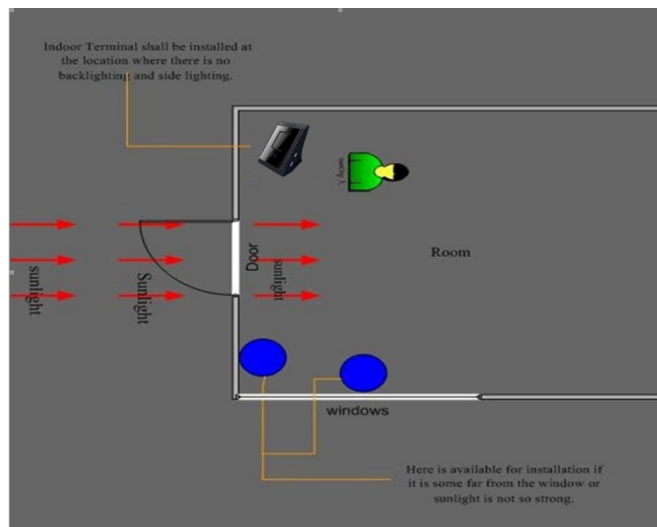 Indoor Terminal shall be installed at
the location where there is no
backlighting and side lighting.
Door
sunlight
Sunlight
sunlight
Room
windows
Here is available for installation if
it is some far from the window or
sunlight is not so strong.